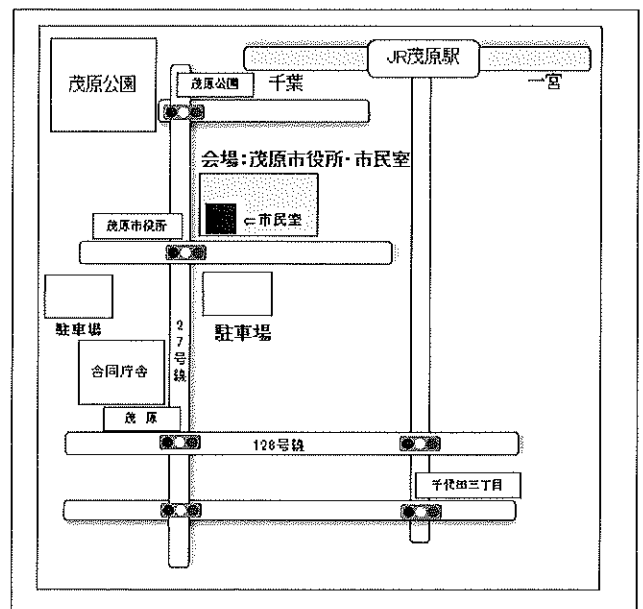 JR茂原駅
茂原公園
茂原公園
千葉
一宮
会場:茂原市役所・市民室
⇐市民室
茂原市役所
駐車場
駐車場
27号線
合同庁舎
茂原
128号線
千代田三丁目